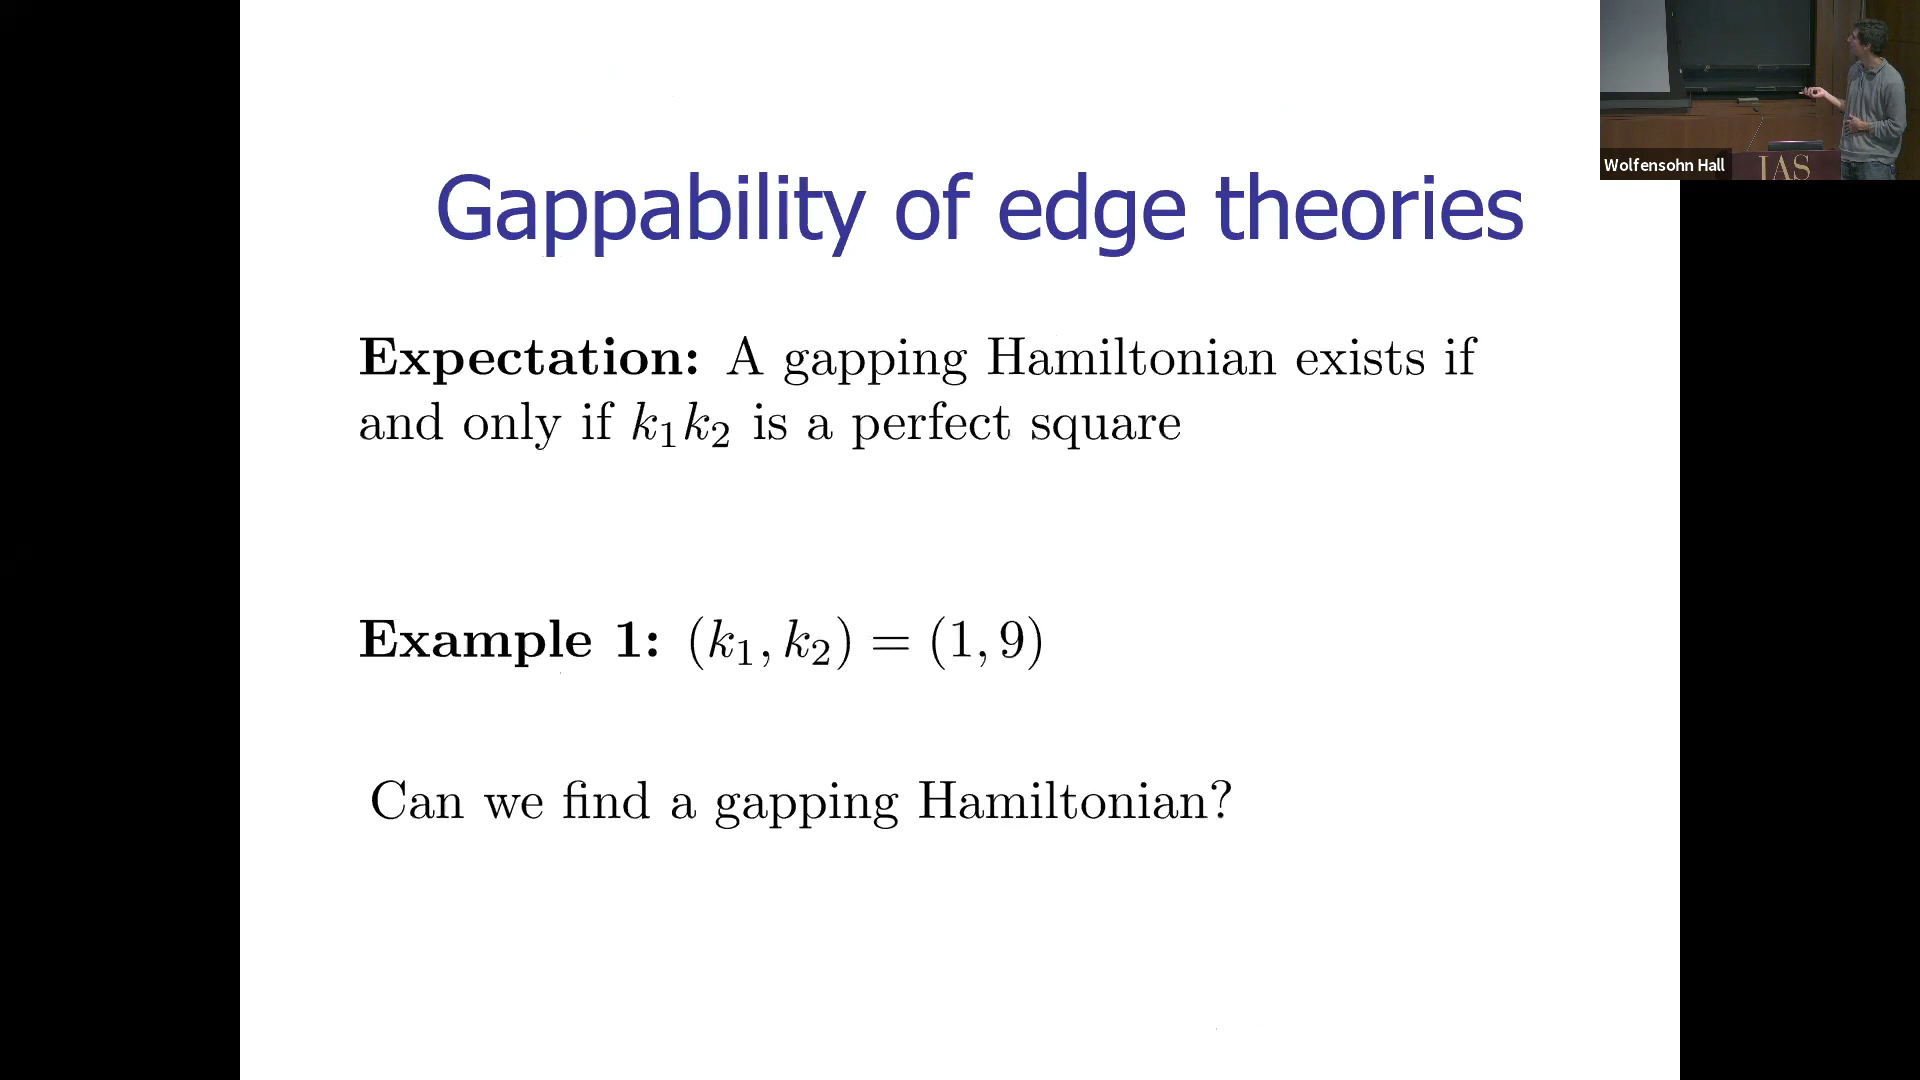 Wolfensohn Hall
IAS
Gappability of edge theories
Expectation: A gapping Hamiltonian exists if
and only if k₁k₂ is a perfect square
Example 1: (k₁, k₂) = (1, 9)
Can we find a gapping Hamiltonian?